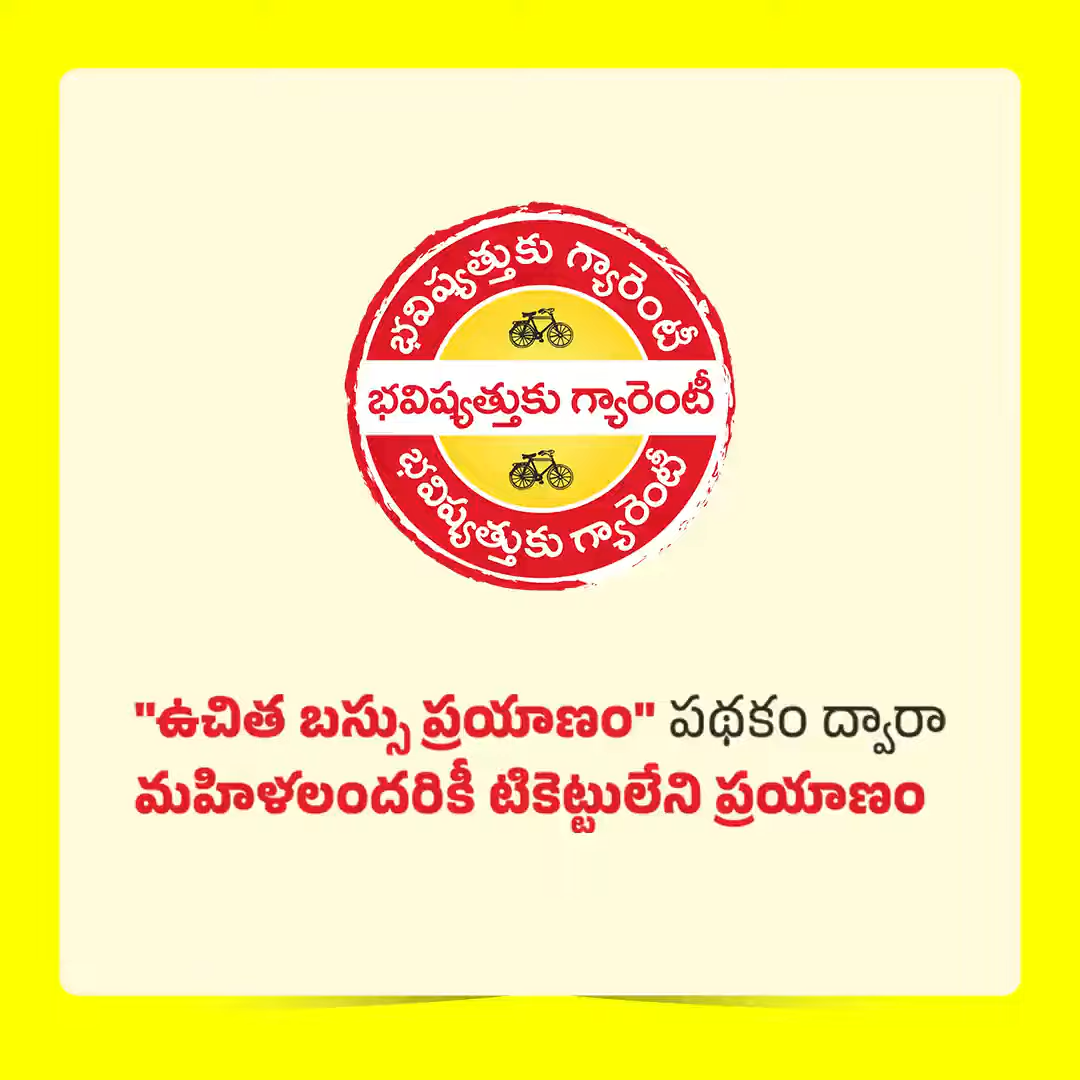 భవిష్యత్తుకు గ్యారెంటీ
భవిష్యత్తుకు గ్యారెంటీ
భవిష్యత్తుకు గ్యారెంటీ
"ఉచిత బస్సు ప్రయాణం" పథకం ద్వారా
మహిళలందరికీ టికెట్టులేని ప్రయాణం